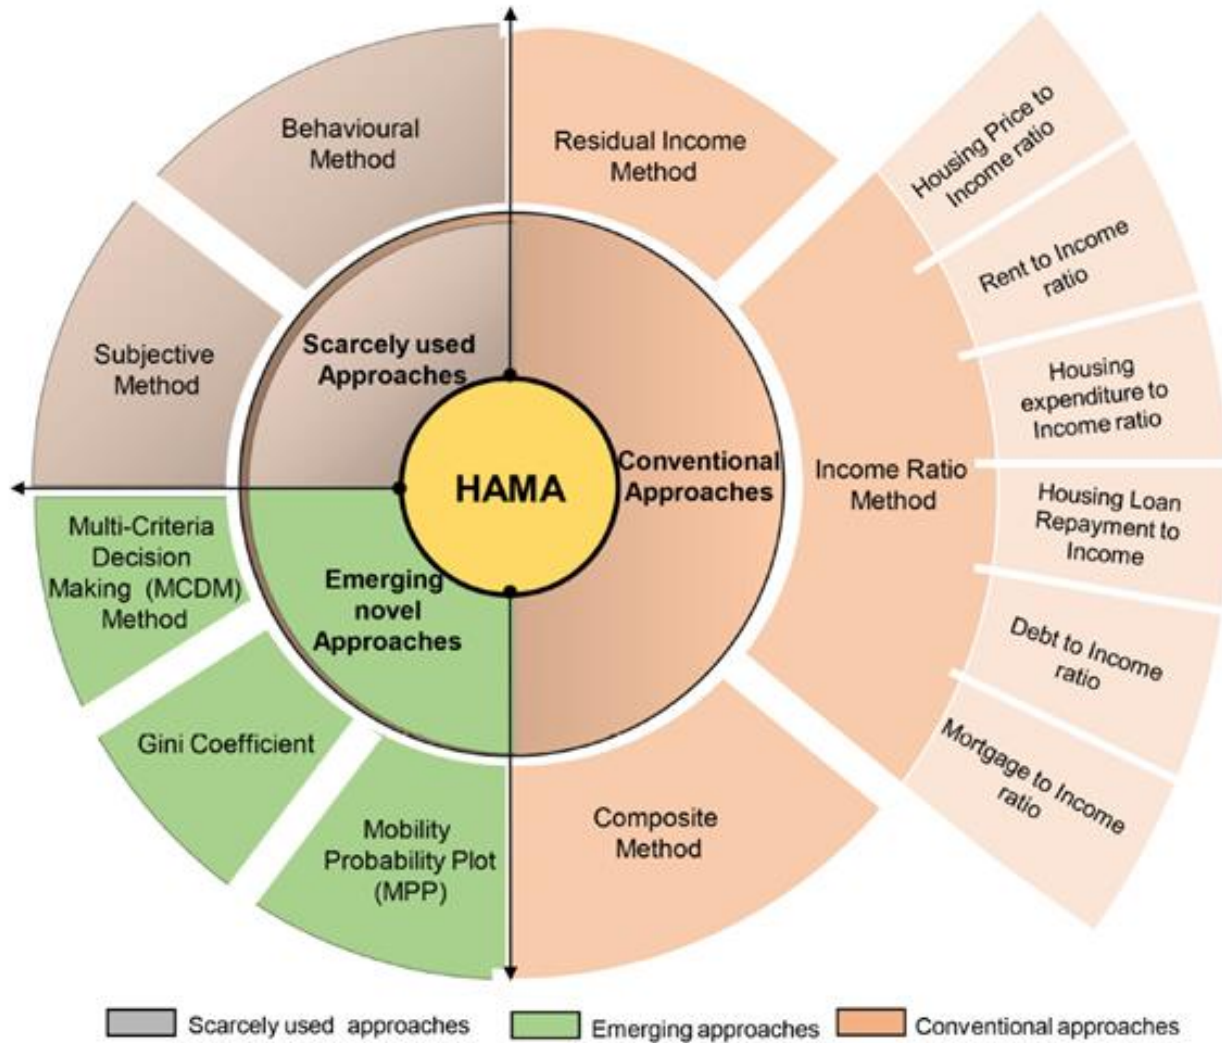 Behavioural
Method
Residual Income
Method
Housing Price to
Income ratio
Rent to Income
ratio
Housing
expenditure to
Income ratio
Housing Loan
Repayment to
Income
Debt to Income
ratio
Mortgage to Income
ratio
Subjective
Method
Scarcely used
Approaches
HAMA
Conventional
Approaches
Income Ratio
Method
Multi-Criteria
Decision
Making (MCDM)
Method
Emerging
novel
Approaches
Gini Coefficient
Mobility
Probability Plot
(MPP)
Composite
Method
Scarcely used approaches
Emerging approaches
Conventional approaches